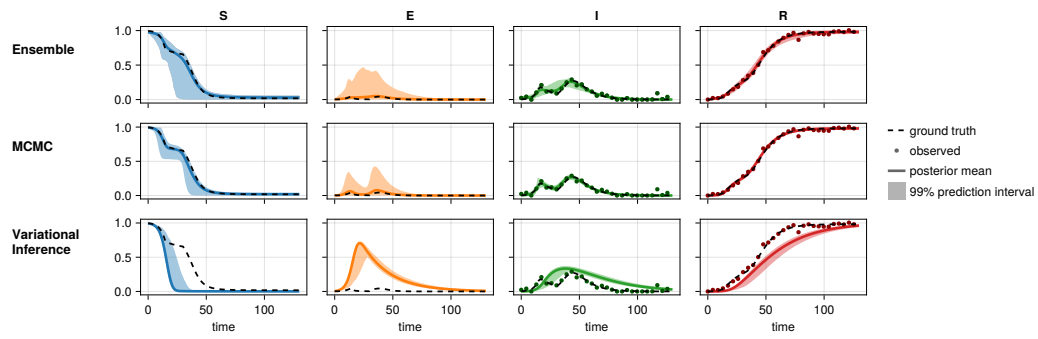 S E I R
Ensemble
1.0
0.5
0.0
MCMC
1.0
0.5
0.0
ground truth
observed
posterior mean
99% prediction interval
Variational
Inference
1.0
0.5
0.0
0 50 100 0 50 100 0 50 100 0 50 100
time time time time